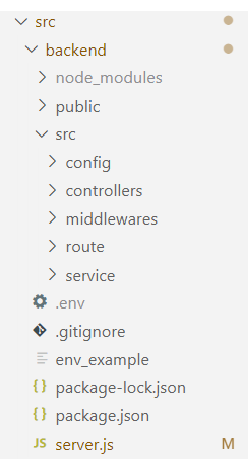 src
backend
node_modules
public
src
config
controllers
middlewares
route
service
.env
.gitignore
env_example
{} package-lock.json
{} package.json
JS server.js M